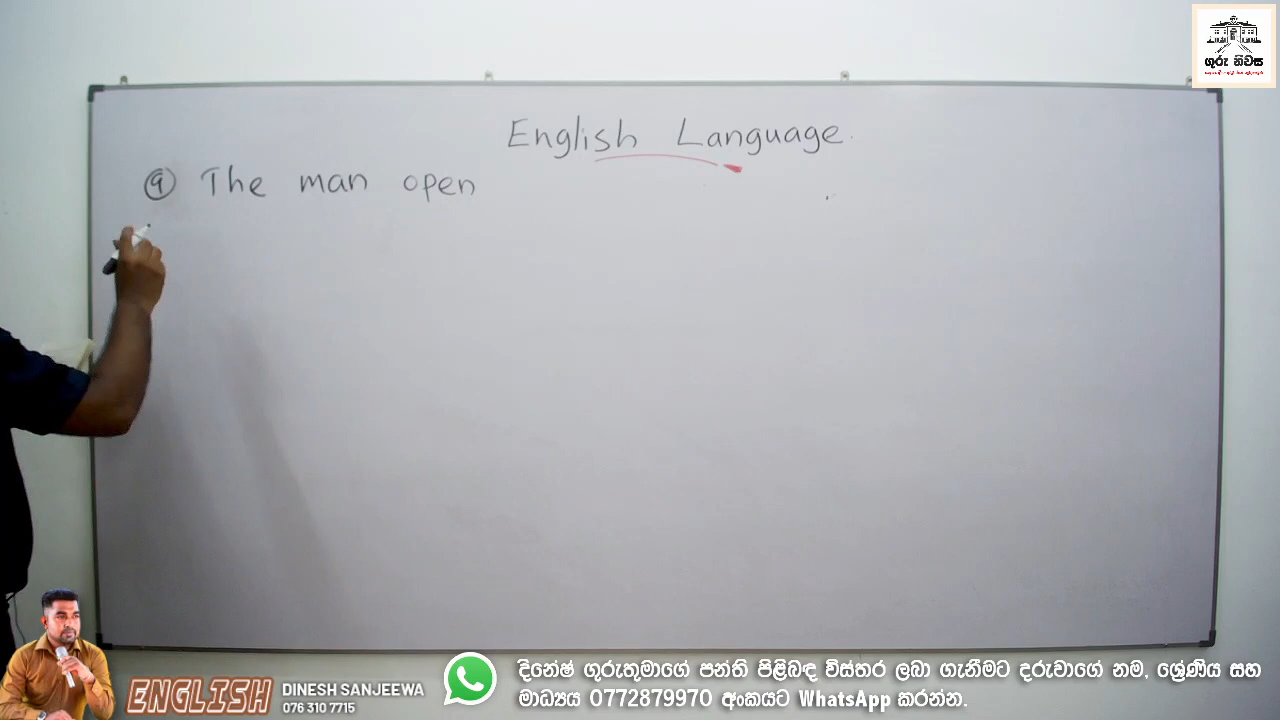 ගුරු නිවස
English Language.
9 The man open
ENGLISH
DINESH SANJEEWA
076 310 7715
දිනේෂ් ගුරුතුමාගේ පන්ති පිළිබඳ විස්තර ලබා ගැනීමට දරුවාගේ නම, ශ්‍රේණිය සහ
මාධ්‍යය 0772879970 අංකයට WhatsApp කරන්න.